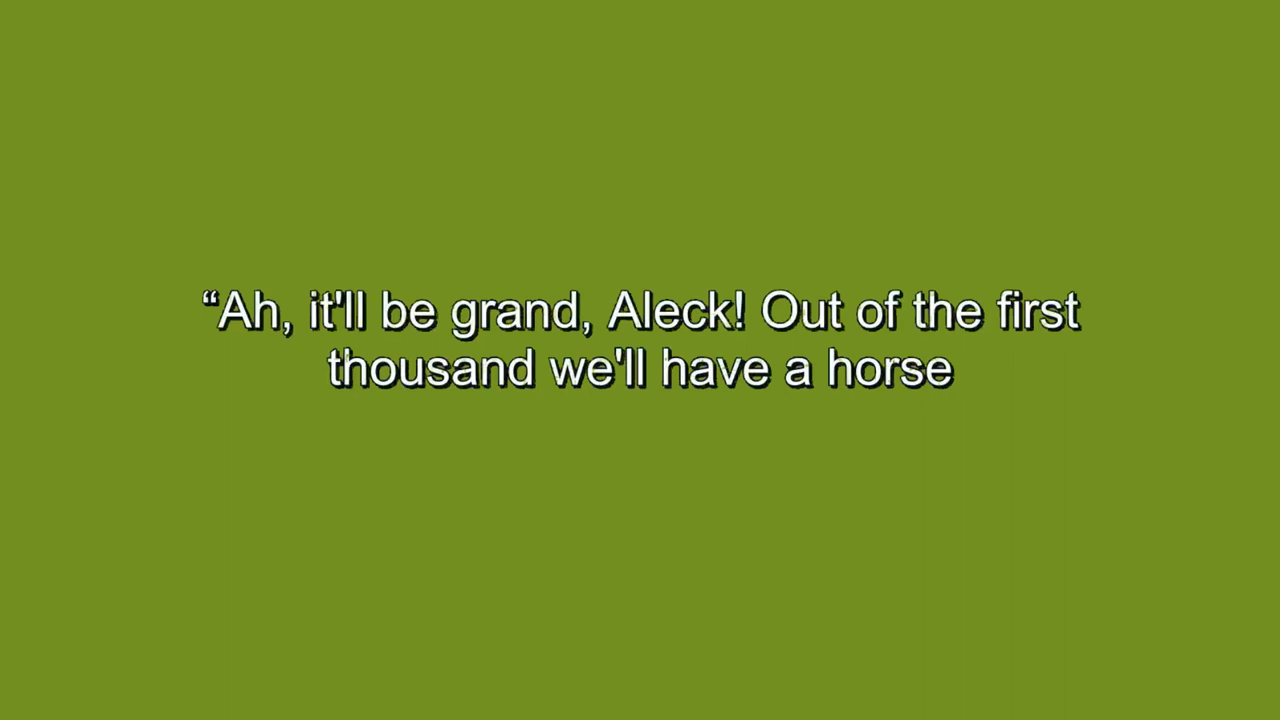 “Ah, it'll be grand, Aleck! Out of the first
thousand we'll have a horse